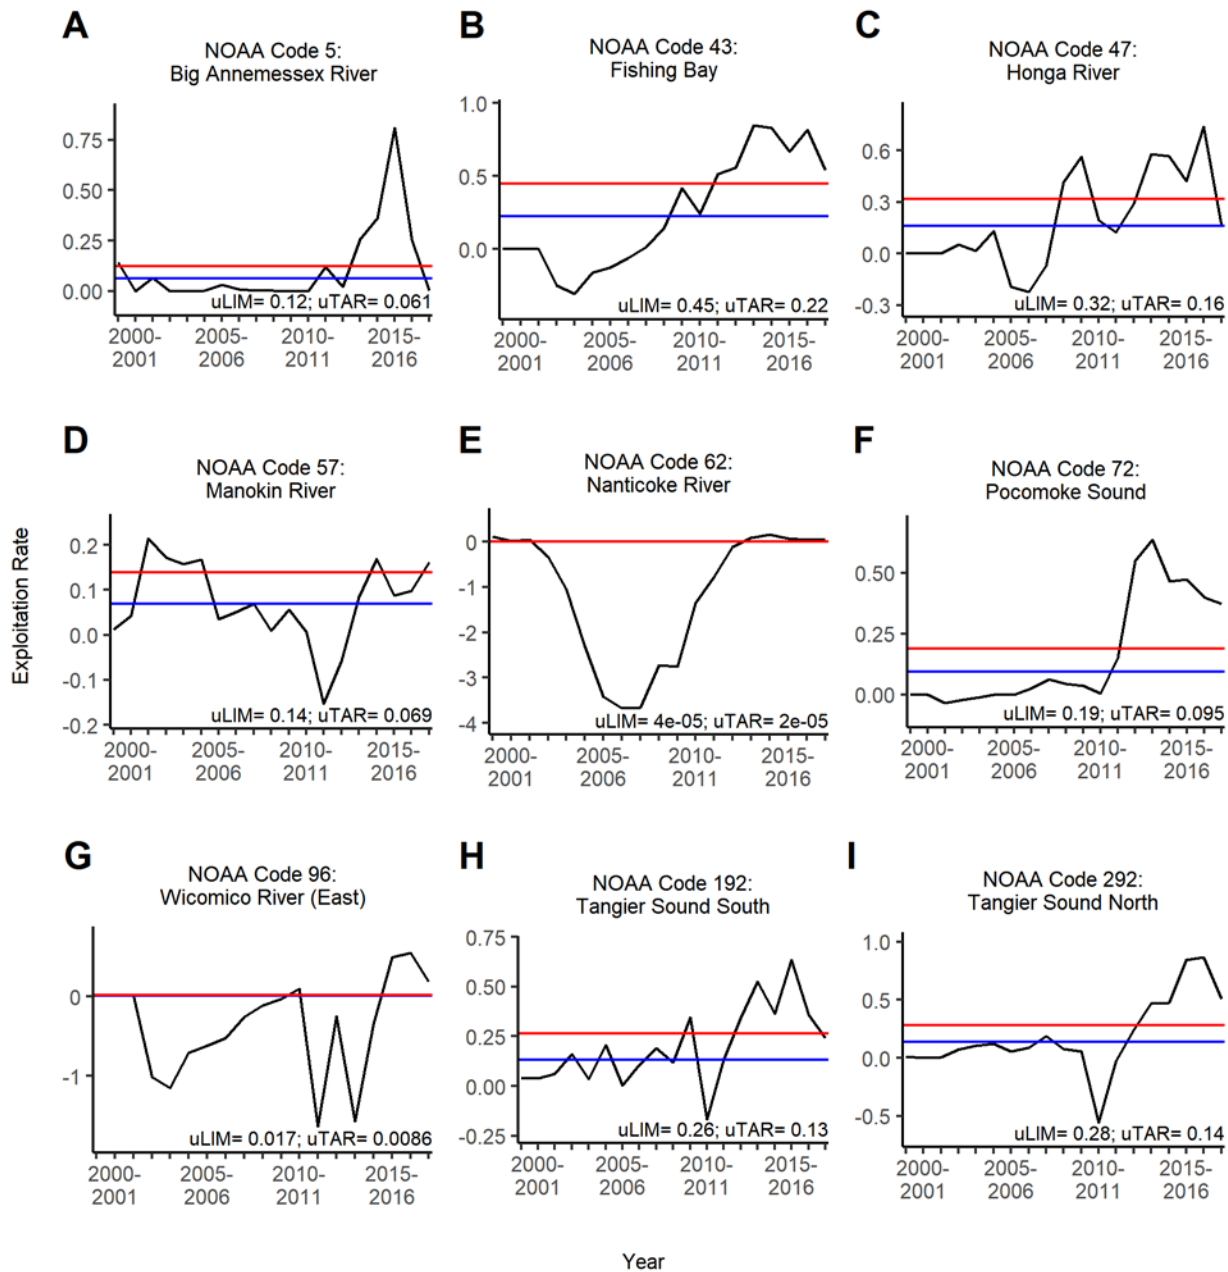 A
NOAA Code 5:
Big Annemessex River
0.75
0.50
0.25
0.00
uLIM= 0.12; uTAR= 0.061
2000-
2001
2005-
2006
2010-
2011
2015-
2016
B
NOAA Code 43:
Fishing Bay
1.0
0.5
0.0
uLIM= 0.45; uTAR= 0.22
2000-
2001
2005-
2006
2010-
2011
2015-
2016
C
NOAA Code 47:
Honga River
0.6
0.3
0.0
-0.3
uLIM= 0.32; uTAR= 0.16
2000-
2001
2005-
2006
2010-
2011
2015-
2016
Exploitation Rate
D
NOAA Code 57:
Manokin River
0.2
0.1
0.0
-0.1
-0.2
uLIM= 0.14; uTAR= 0.069
2000-
2001
2005-
2006
2010-
2011
2015-
2016
E
NOAA Code 62:
Nanticoke River
0
-1
-2
-3
-4
uLIM= 4e-05; uTAR= 2e-05
2000-
2001
2005-
2006
2010-
2011
2015-
2016
F
NOAA Code 72:
Pocomoke Sound
0.50
0.25
0.00
uLIM= 0.19; uTAR= 0.095
2000-
2001
2005-
2006
2010-
2011
2015-
2016
G
NOAA Code 96:
Wicomico River (East)
0
-1
uLIM= 0.017; uTAR= 0.0086
2000-
2001
2005-
2006
2010-
2011
2015-
2016
H
NOAA Code 192:
Tangier Sound South
0.75
0.50
0.25
0.00
-0.25
uLIM= 0.26; uTAR= 0.13
2000-
2001
2005-
2006
2010-
2011
2015-
2016
I
NOAA Code 292:
Tangier Sound North
1.0
0.5
0.0
-0.5
uLIM= 0.28; uTAR= 0.14
2000-
2001
2005-
2006
2010-
2011
2015-
2016
Year